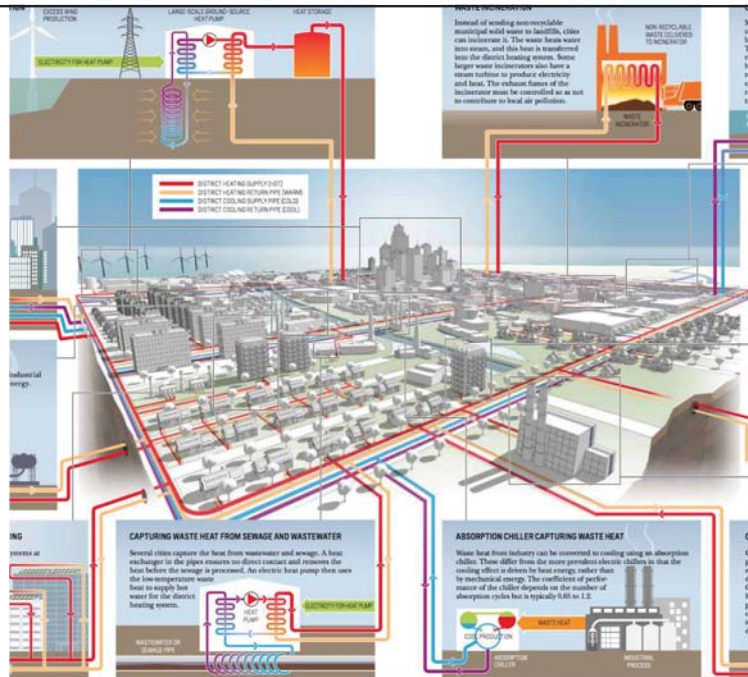 ION
EXCESS WIND
PRODUCTION
LARGE-SCALE GROUND-SOURCE
HEAT PUMP
HEAT STORAGE
ELECTRICITY FOR HEAT PUMP
WASTE INCINERATION
Instead of sending non-recyclable
municipal solid waste to landfills, cities
can incinerate it. The waste heats water
into steam, and this heat is transferred
into the district heating system. Some
larger waste incinerators also have a
steam turbine to produce electricity
and heat. The exhaust fumes of the
incinerator must be controlled so as not
to contribute to local air pollution.
NON-RECYCLABLE
WASTE DELIVERED
TO INCINERATOR
WASTE
INCINERATOR
DISTRICT HEATING SUPPLY (HOT)
DISTRICT HEATING RETURN PIPE (WARM)
DISTRICT COOLING SUPPLY PIPE (COLD)
DISTRICT COOLING RETURN PIPE (COOL)
industrial
nergy.
NG
ystems at
CAPTURING WASTE HEAT FROM SEWAGE AND WASTEWATER
Several cities capture the heat from wastewater and sewage. A heat
exchanger in the pipes ensures no direct contact and removes the
heat before the sewage is processed. An electric heat pump then uses
the low-temperature waste
heat to supply hot
water for the district
heating system.
HEAT
PUMP
ELECTRICITY FOR HEAT PUMP
WASTEWATER OR
SEWAGE PIPE
ABSORPTION CHILLER CAPTURING WASTE HEAT
Waste heat from industry can be converted to cooling using an absorption
chiller. These differ from the more prevalent electric chillers in that the
cooling effect is driven by heat energy, rather than
by mechanical energy. The coefficient of perfor-
mance of the chiller depends on the number of
absorption cycles but is typically 0.65 to 1.2.
COOL PRODUCTION
WASTE HEAT
ABSORPTION
CHILLER
INDUSTRIAL
PROCESS